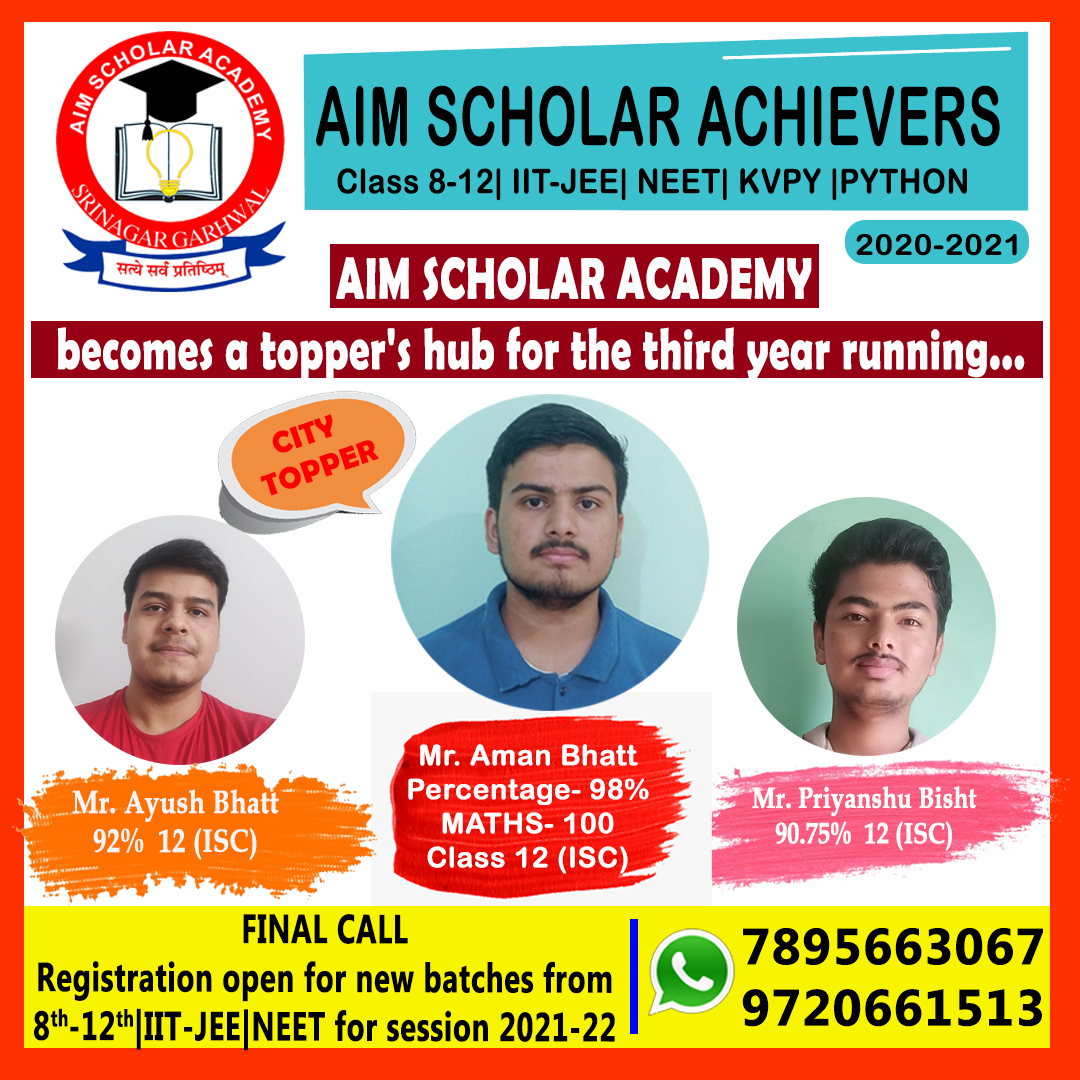 AIM SCHOLAR ACADEMY
SRINAGAR GARHWAL
सत्ये सर्वं प्रतिष्ठिम्
AIM SCHOLAR ACHIEVERS
Class 8-12| IIT-JEE| NEET| KVPY |PYTHON
2020-2021
AIM SCHOLAR ACADEMY
becomes a topper's hub for the third year running...
CITY
TOPPER
Mr. Ayush Bhatt
92% 12 (ISC)
Mr. Aman Bhatt
Percentage- 98%
MATHS- 100
Class 12 (ISC)
Mr. Priyanshu Bisht
90.75% 12 (ISC)
FINAL CALL
Registration open for new batches from
8th-12th|IIT-JEE|NEET for session 2021-22
7895663067
9720661513